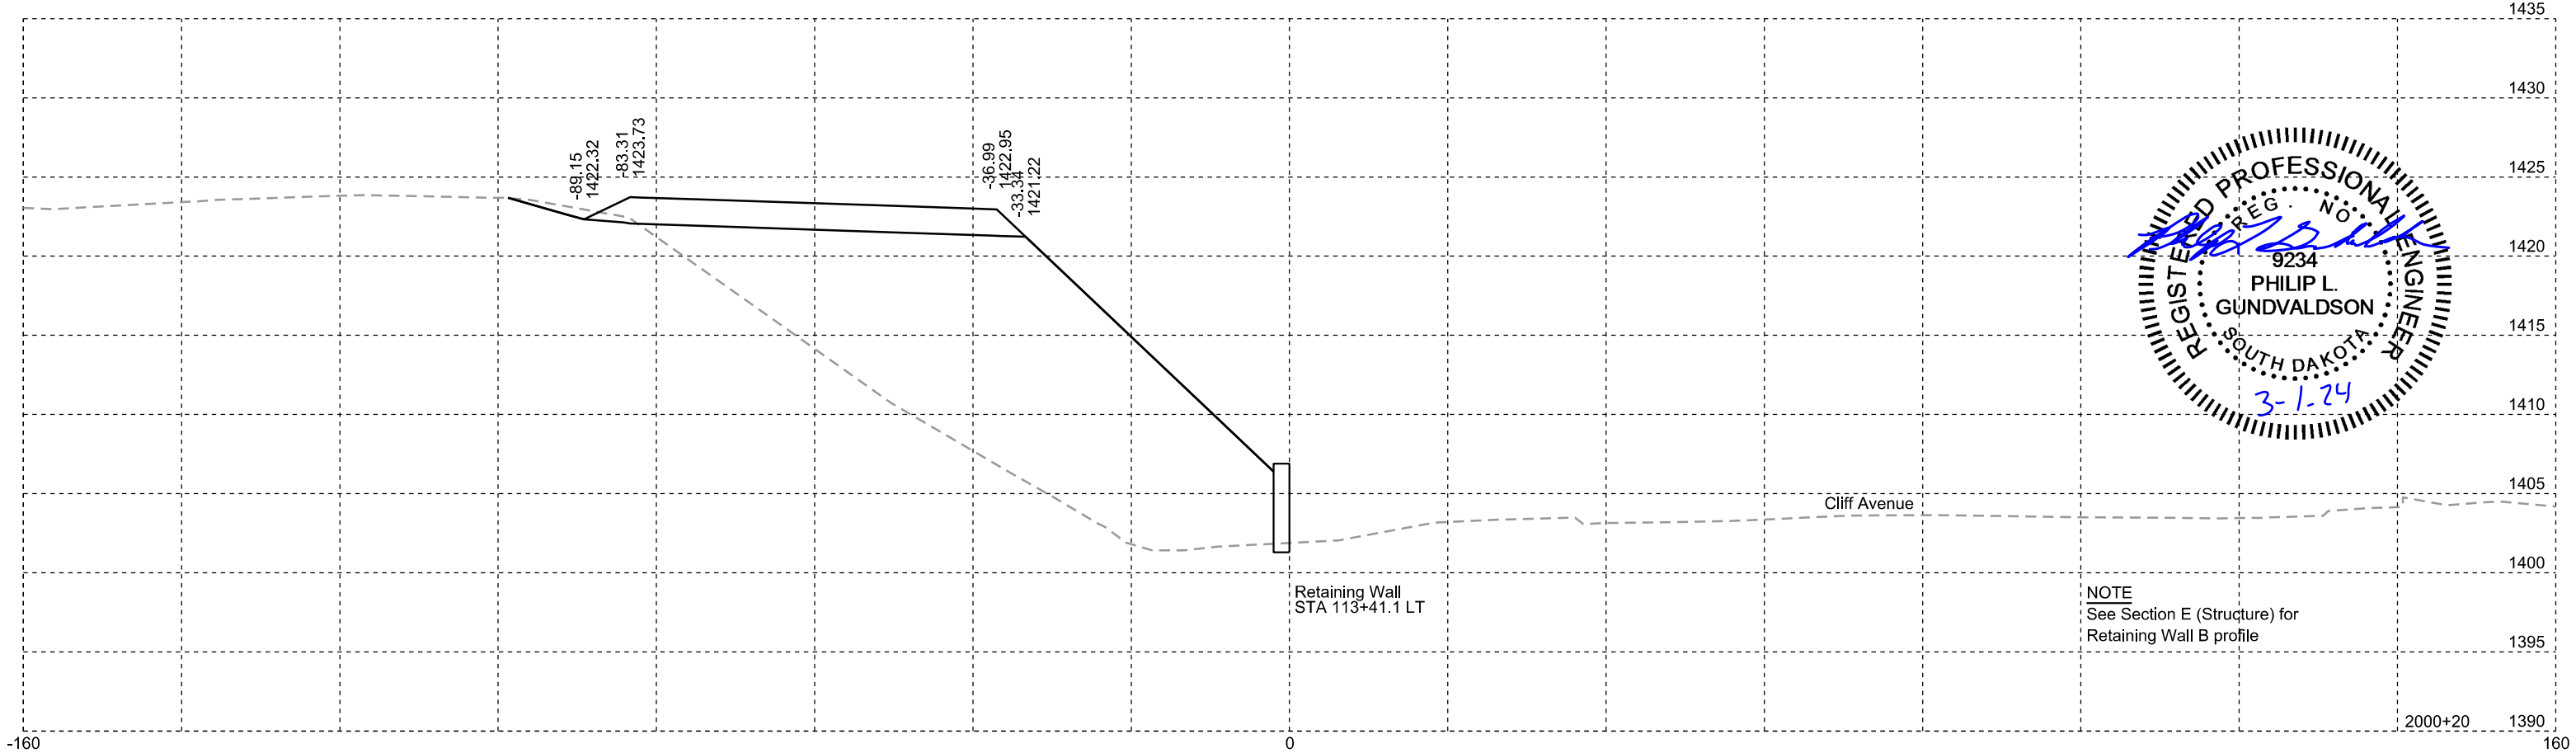 1435
1430
1425
1420
1415
1410
1405
1400
1395
1390
-89.15
1422.32
-83.31
1423.73
-36.99
1422.95
-33.34
1421.22
REGISTERED PROFESSIONAL ENGINEER
REG. NO
9234
PHILIP L.
GUNDVALDSON
SOUTH DAKOTA
3-1-24
Cliff Avenue
Retaining Wall
STA 113+41.1 LT
NOTE
See Section E (Structure) for
Retaining Wall B profile
2000+20
-160
0
160